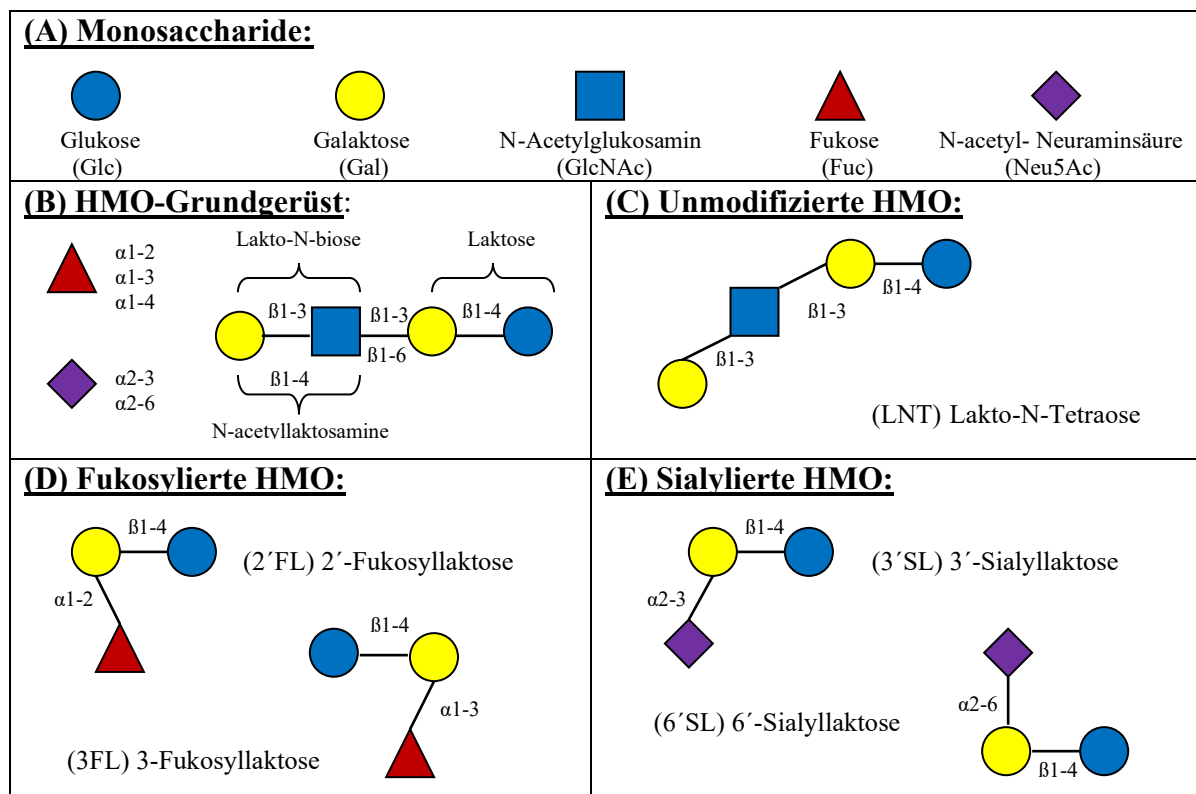 (A) Monosaccharide:
Glukose
(Glc)
Galaktose
(Gal)
N-Acetylglukosamin
(GlcNAc)
Fukose
(Fuc)
N-acetyl- Neuraminsäure
(Neu5Ac)
(B) HMO-Grundgerüst:
α1-2
α1-3
α1-4
α2-3
α2-6
Lakto-N-biose
Laktose
ß1-3
ß1-3
ß1-4
ß1-6
ß1-4
N-acetyllaktosamine
(C) Unmodifizierte HMO:
ß1-4
ß1-3
ß1-3
(LNT) Lakto-N-Tetraose
(D) Fukosylierte HMO:
ß1-4
(2´FL) 2´-Fukosyllaktose
α1-2
ß1-4
α1-3
(3FL) 3-Fukosyllaktose
(E) Sialylierte HMO:
ß1-4
(3´SL) 3´-Sialyllaktose
α2-3
α2-6
(6´SL) 6´-Sialyllaktose
ß1-4